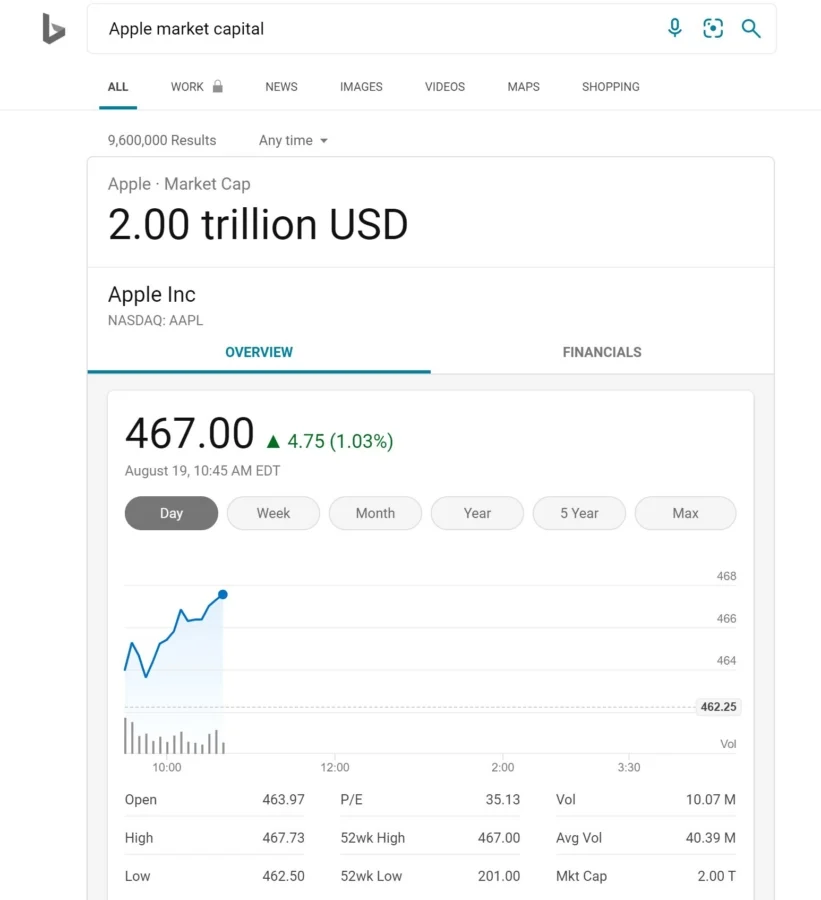 Apple market capital
ALL WORK NEWS IMAGES VIDEOS MAPS SHOPPING
9,600,000 Results Any time
Apple · Market Cap
2.00 trillion USD
Apple Inc
NASDAQ: AAPL
OVERVIEW FINANCIALS
467.00 ▲ 4.75 (1.03%)
August 19, 10:45 AM EDT
Day Week Month Year 5 Year Max
468
466
464
462.25
Vol
10:00 12:00 2:00 3:30
Open 463.97 P/E 35.13 Vol 10.07 M
High 467.73 52wk High 467.00 Avg Vol 40.39 M
Low 462.50 52wk Low 201.00 Mkt Cap 2.00 T